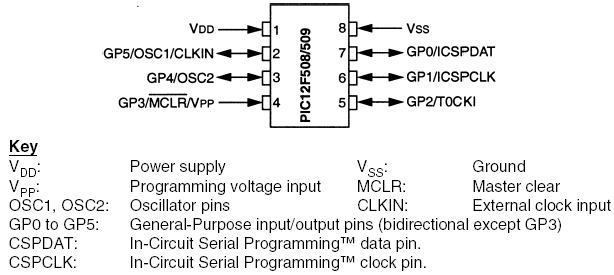 VDD 1 8 VSS
GP5/OSC1/CLKIN 2 7 GP0/ICSPDAT
GP4/OSC2 3 6 GP1/ICSPCLK
GP3/MCLR/VPP 4 5 GP2/T0CKI
PIC12F508/509
Key
VDD: Power supply VSS: Ground
VPP: Programming voltage input MCLR: Master clear
OSC1, OSC2: Oscillator pins CLKIN: External clock input
GP0 to GP5: General-Purpose input/output pins (bidirectional except GP3)
CSPDAT: In-Circuit Serial Programming™ data pin.
CSPCLK: In-Circuit Serial Programming™ clock pin.